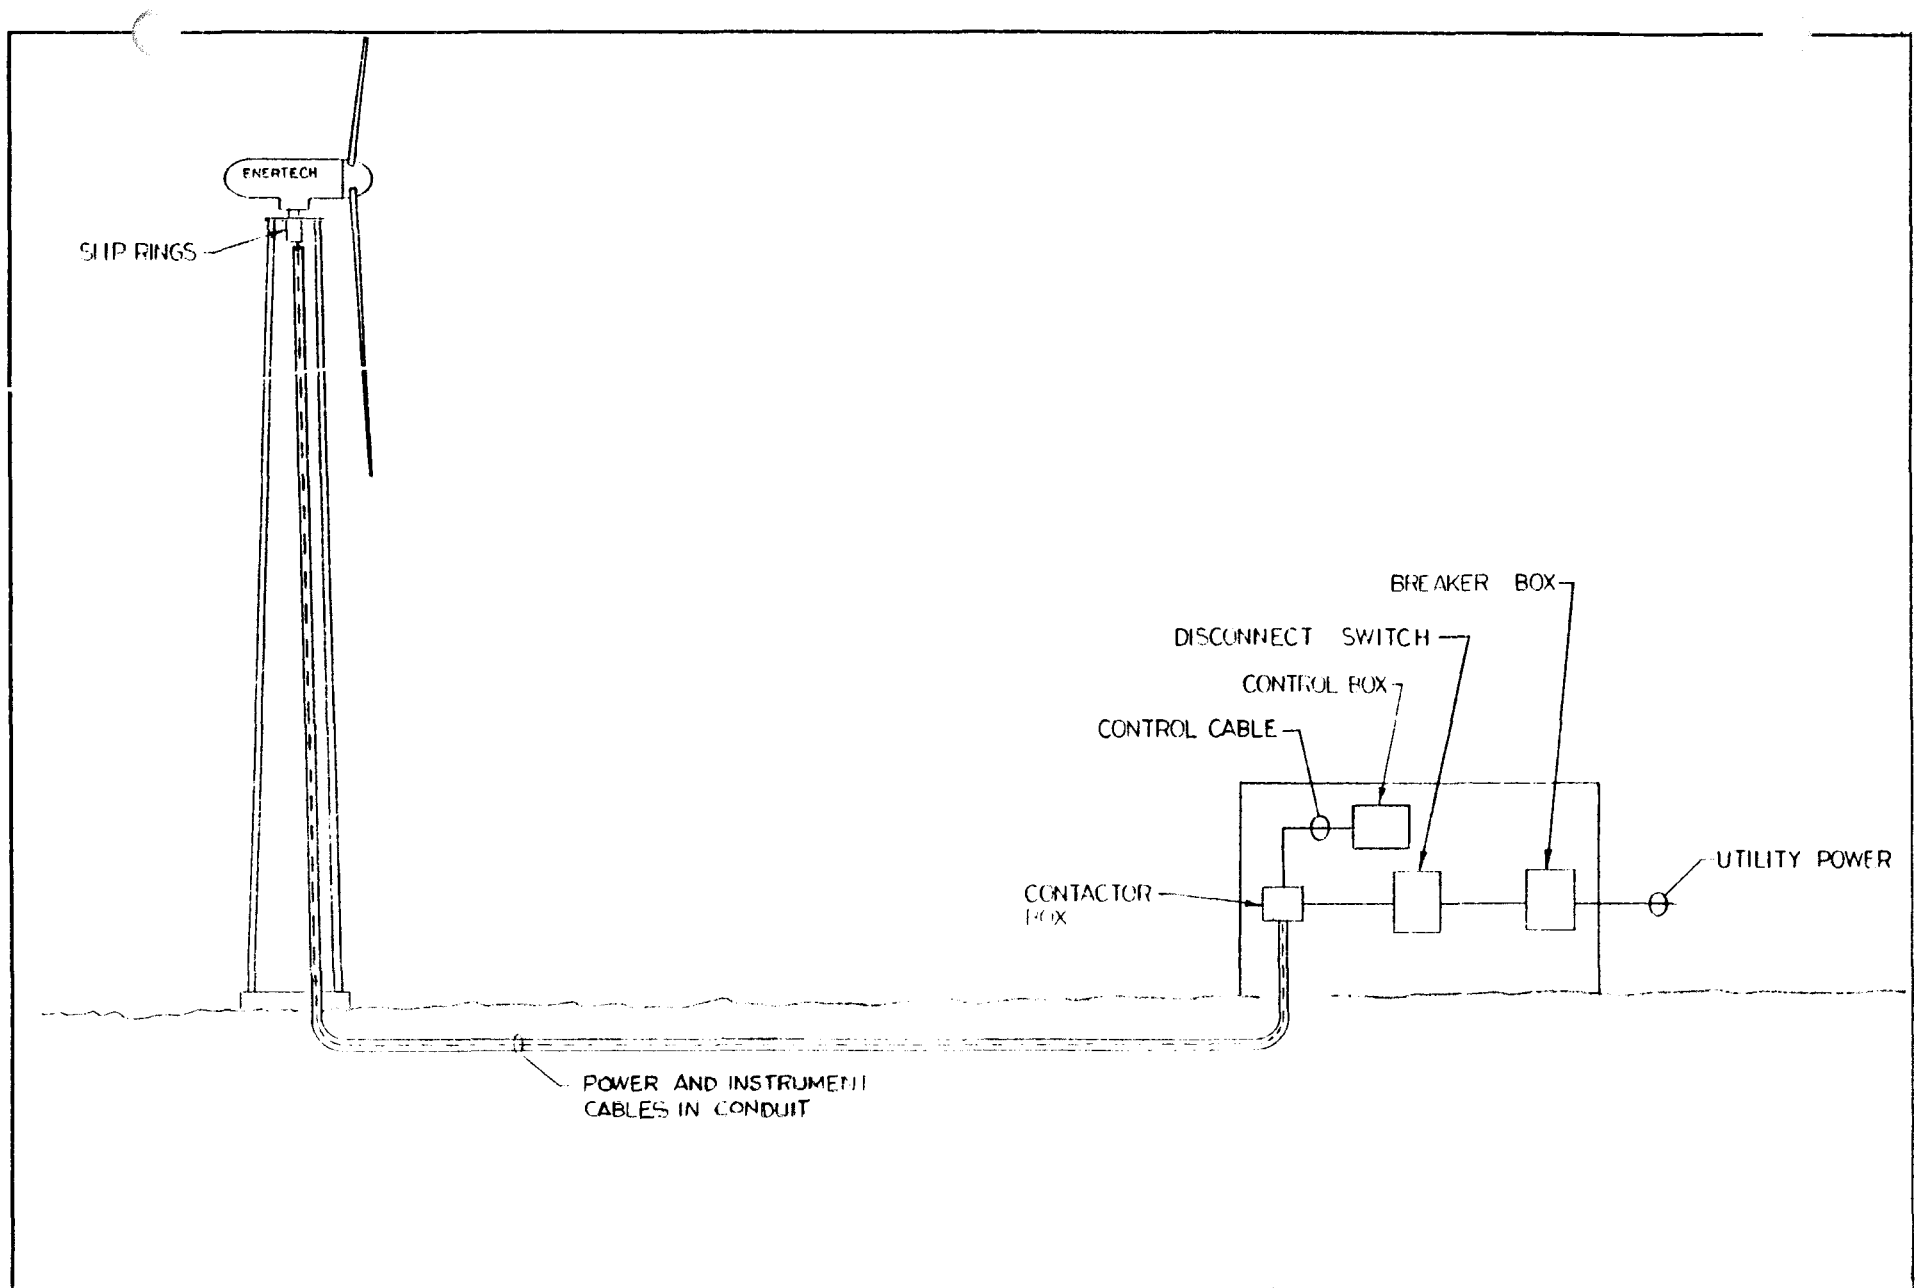 ENERTECH
SLIP RINGS
BREAKER BOX
DISCONNECT SWITCH
CONTROL BOX
CONTROL CABLE
UTILITY POWER
CONTACTOR
BOX
POWER AND INSTRUMENT
CABLES IN CONDUIT